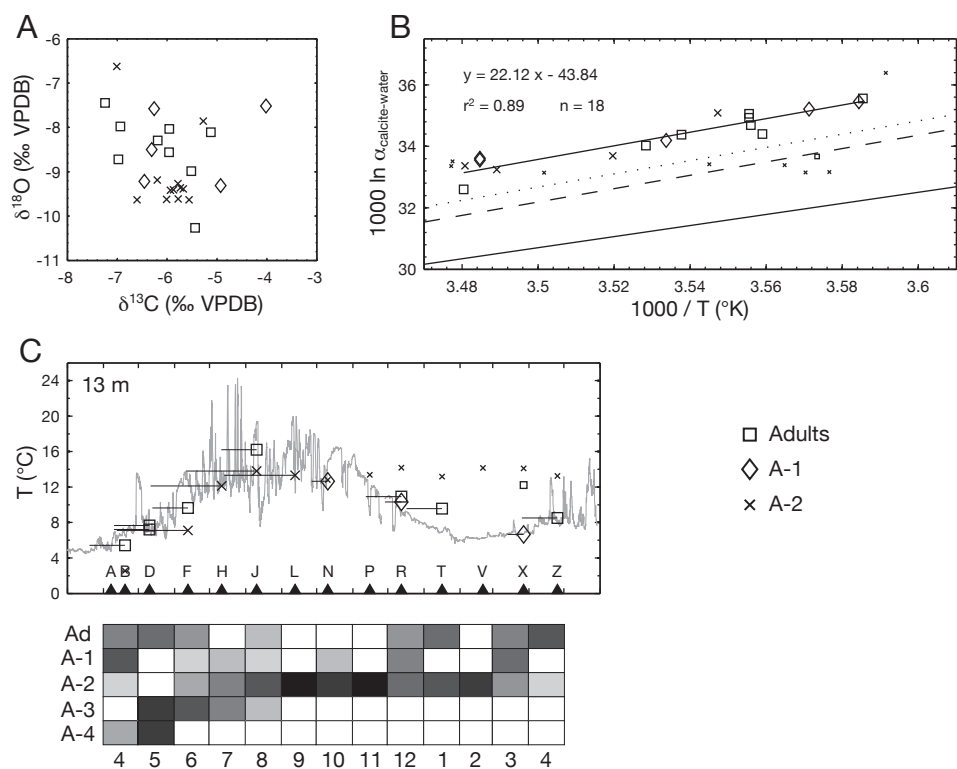 A
δ18O (‰ VPDB)
-6
-7
-8
-9
-10
-11
-8 -7 -6 -5 -4 -3
δ13C (‰ VPDB)
B
y = 22.12 x - 43.84
r2 = 0.89 n = 18
1000 ln αcalcite-water
36
34
32
30
3.48 3.5 3.52 3.54 3.56 3.58 3.6
1000 / T (°K)
C
13 m
T (°C)
24
20
16
12
8
4
0
A B D F H J L N P R T V X Z
Adults
A-1
A-2
Ad
A-1
A-2
A-3
A-4
4 5 6 7 8 9 10 11 12 1 2 3 4